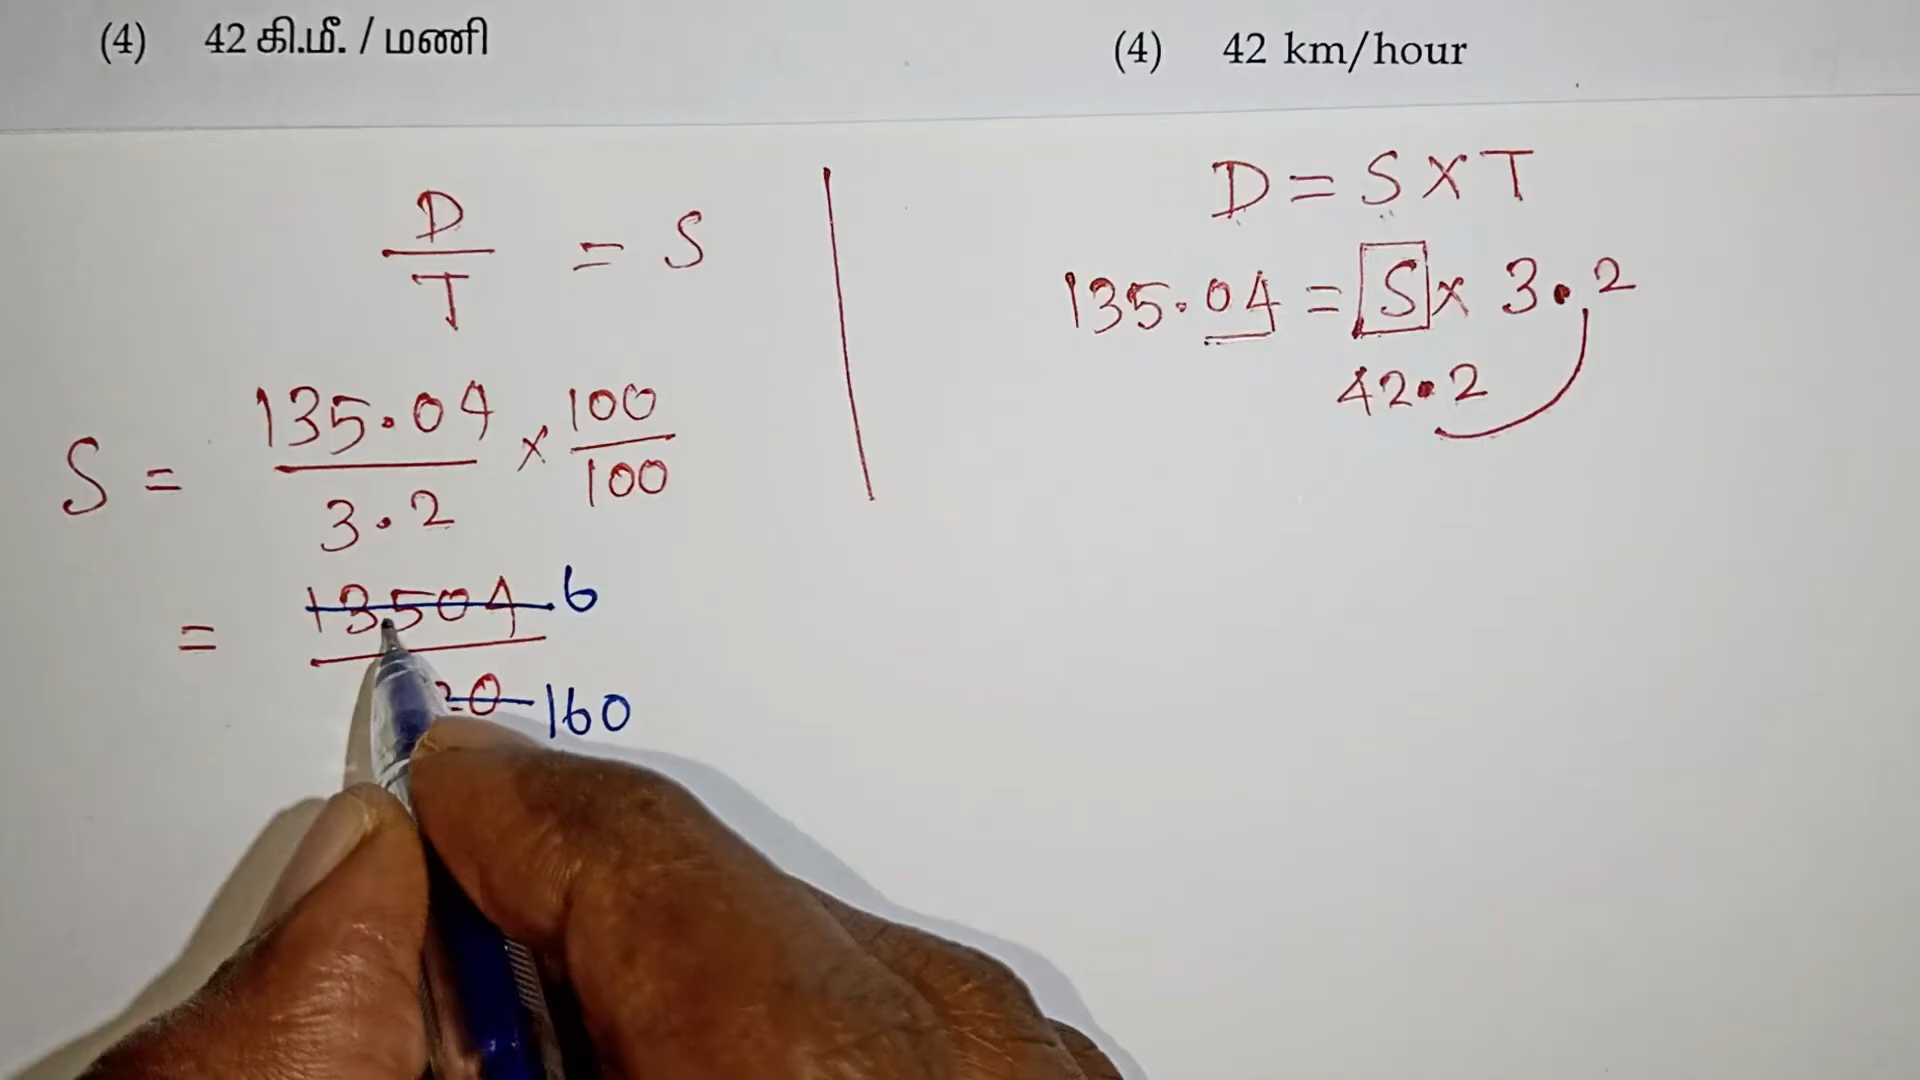 (4) 42 கி.மீ. / மணி
(4) 42 km/hour
D/T = S
S = 135.04/3.2 × 100/100
= 13504 6
20 160
D = S × T
135.04 = S × 3.2
42.2